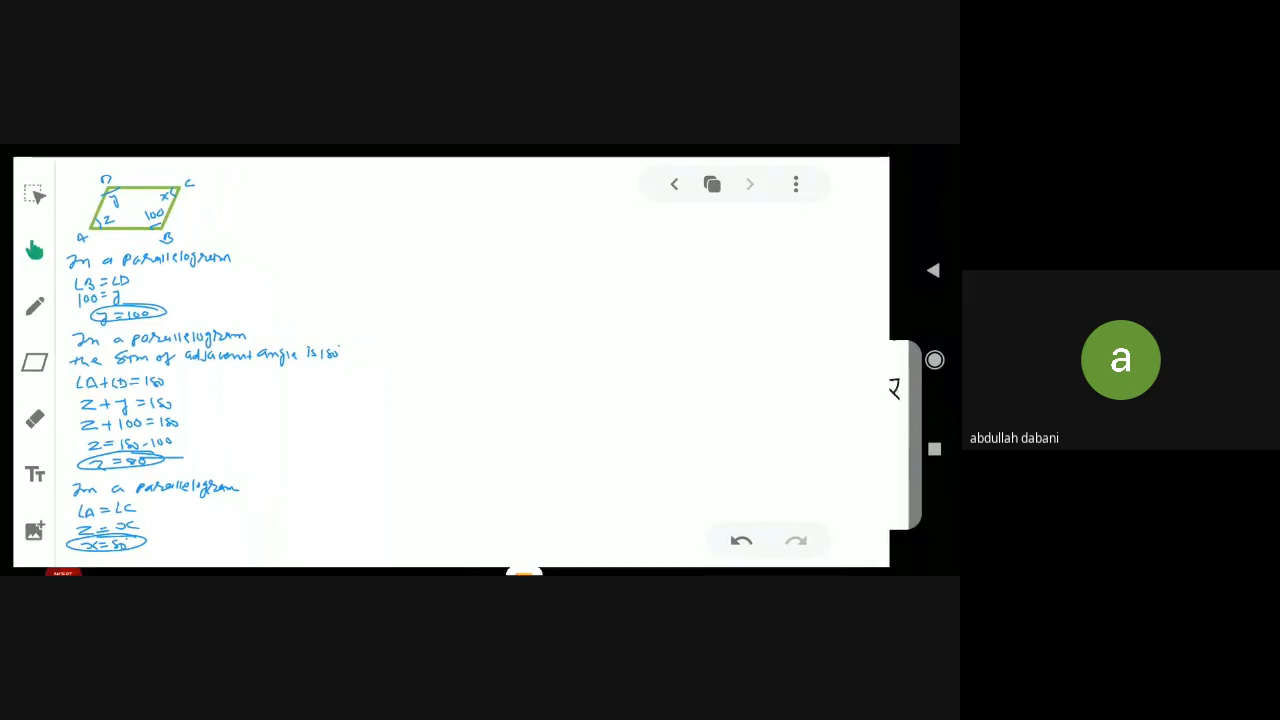 D
C
y
x
z
100
A
B
In a parallelogram
∠B = ∠D
100 = y
y = 100
In a parallelogram
the sum of adjacent angle is 180°
∠A + ∠D = 180
z + y = 180
z + 100 = 180
z = 180 - 100
z = 80
In a parallelogram
∠A = ∠C
z = x
x = 80°
Tт
र
a
abdullah dabani